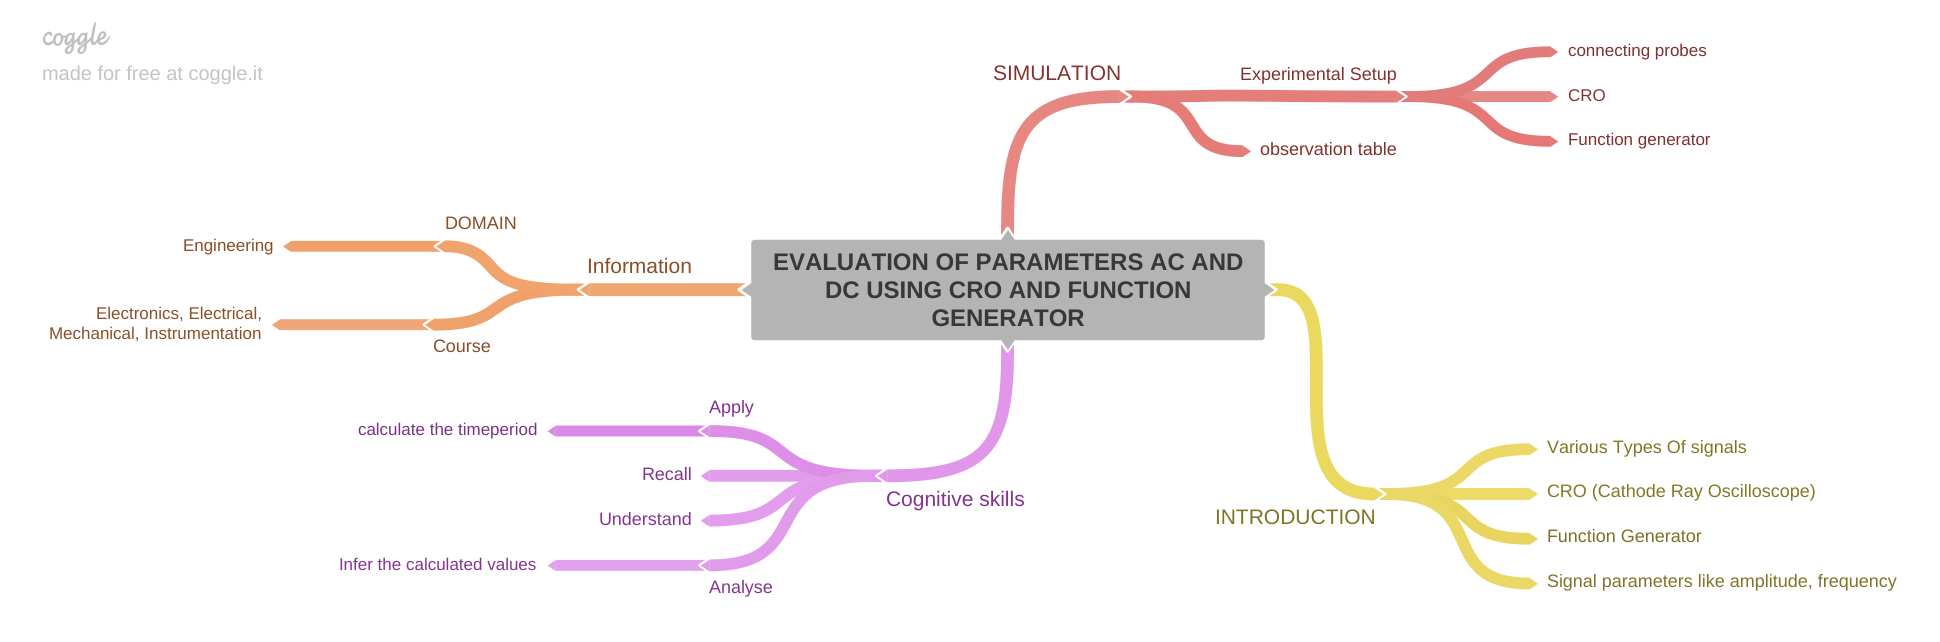 coggle
made for free at coggle.it
SIMULATION
Experimental Setup
connecting probes
CRO
Function generator
observation table
DOMAIN
Engineering
Information
Electronics, Electrical,
Mechanical, Instrumentation
Course
EVALUATION OF PARAMETERS AC AND
DC USING CRO AND FUNCTION
GENERATOR
Apply
calculate the timeperiod
Recall
Understand
Cognitive skills
Infer the calculated values
Analyse
INTRODUCTION
Various Types Of signals
CRO (Cathode Ray Oscilloscope)
Function Generator
Signal parameters like amplitude, frequency